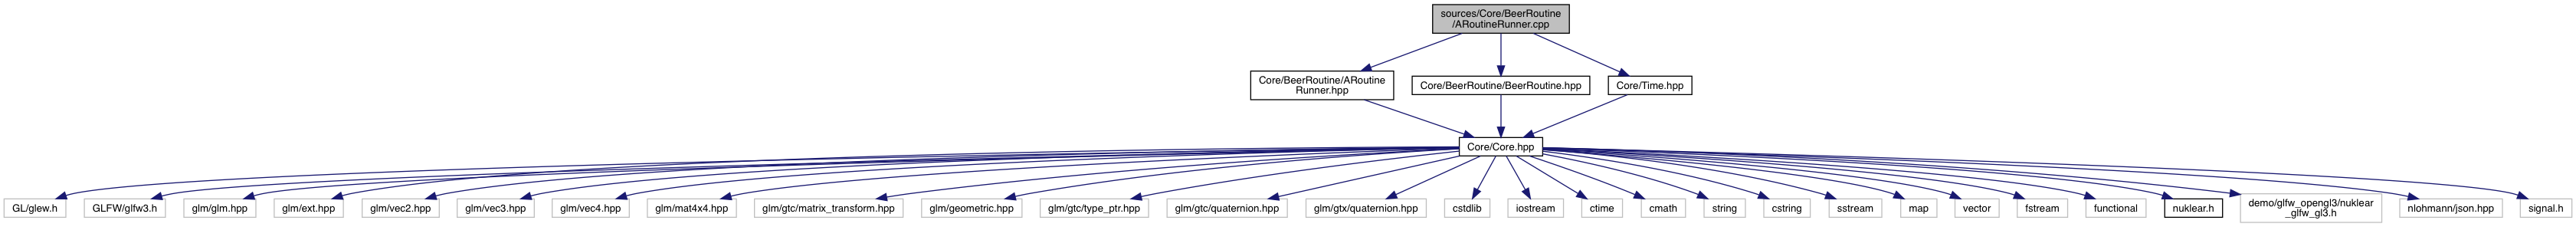 sources/Core/BeerRoutine
/ARoutineRunner.cpp
Core/BeerRoutine/ARoutine
Runner.hpp
Core/BeerRoutine/BeerRoutine.hpp
Core/Time.hpp
Core/Core.hpp
GL/glew.h
GLFW/glfw3.h
glm/glm.hpp
glm/ext.hpp
glm/vec2.hpp
glm/vec3.hpp
glm/vec4.hpp
glm/mat4x4.hpp
glm/gtc/matrix_transform.hpp
glm/geometric.hpp
glm/gtc/type_ptr.hpp
glm/gtc/quaternion.hpp
glm/gtx/quaternion.hpp
cstdlib
iostream
ctime
cmath
string
cstring
sstream
map
vector
fstream
functional
nuklear.h
demo/glfw_opengl3/nuklear
_glfw_gl3.h
nlohmann/json.hpp
signal.h